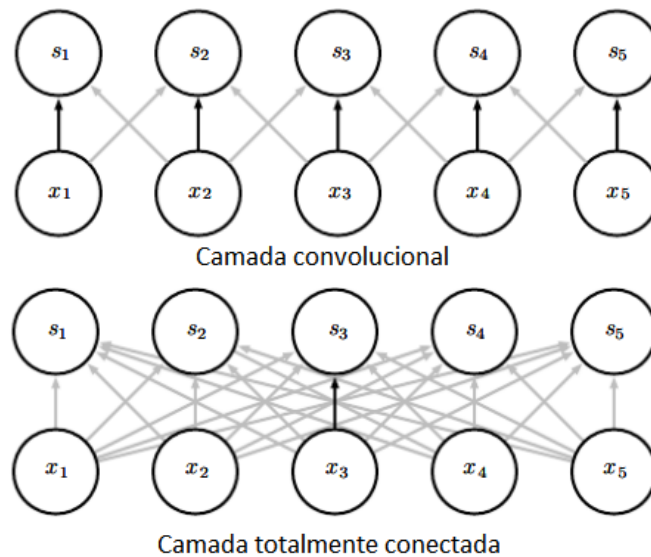 s₁ s₂ s₃ s₄ s₅
x₁ x₂ x₃ x₄ x₅
Camada convolucional
s₁ s₂ s₃ s₄ s₅
x₁ x₂ x₃ x₄ x₅
Camada totalmente conectada